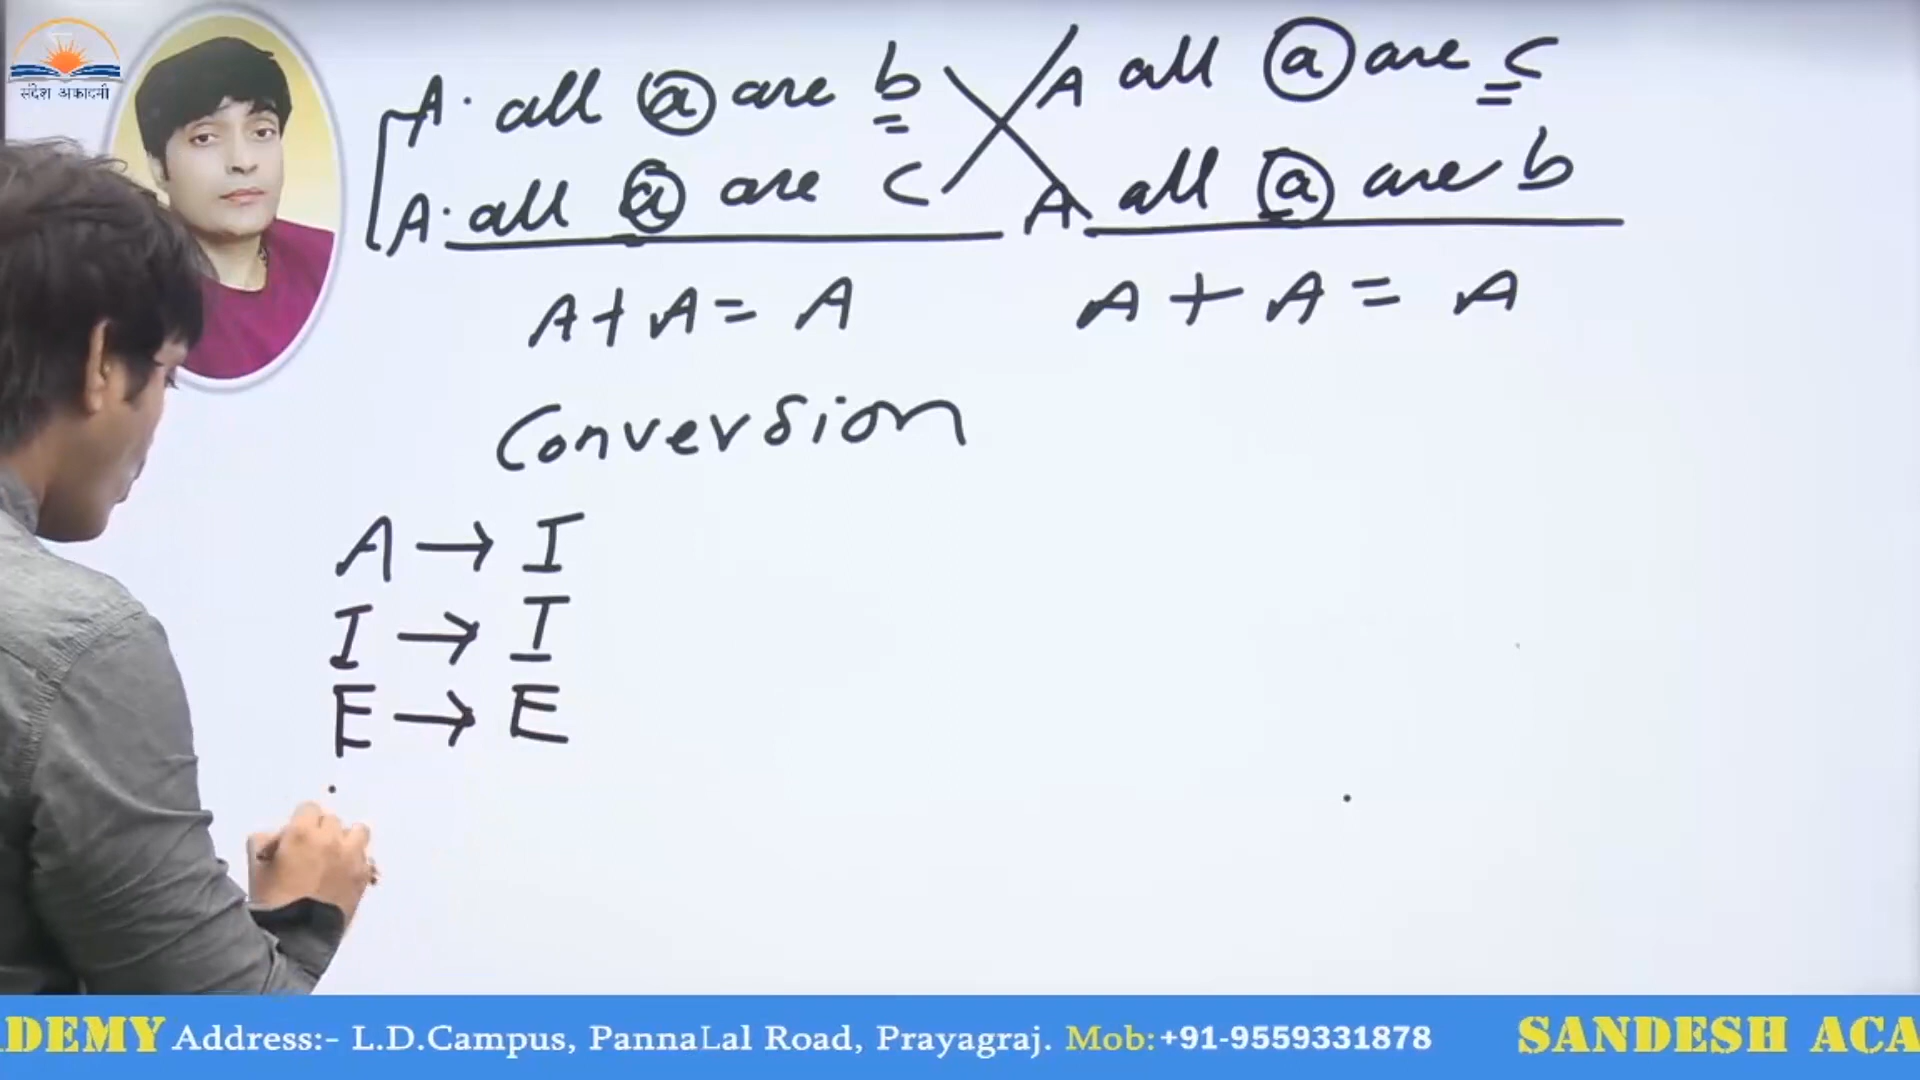 संदेश अकादमी
A. all a are b
A. all a are c
A all a are c
A all a are b
A + A = A
A + A = A
Conversion
A → I
I → I
E → E
DEMY Address:- L.D.Campus, PannaLal Road, Prayagraj. Mob: +91-9559331878 SANDESH ACA